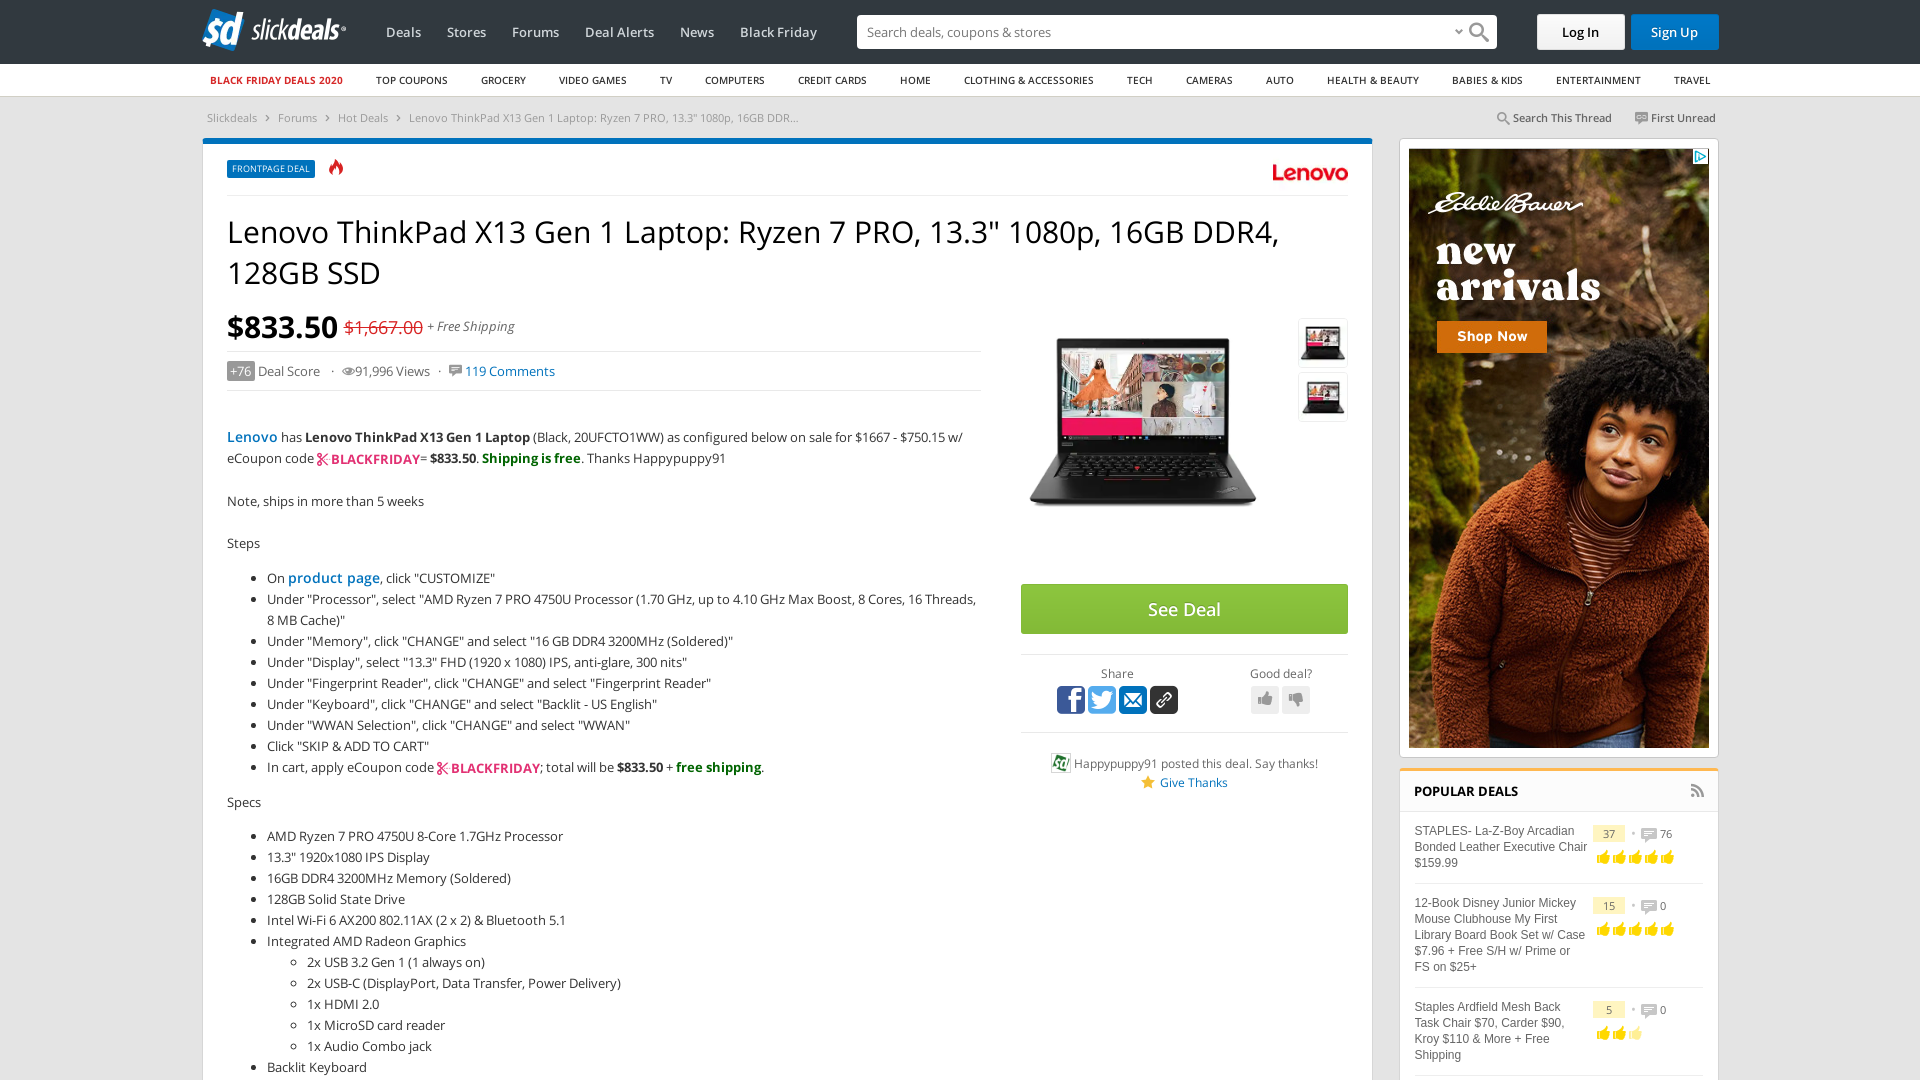 slickdeals
Deals
Stores
Forums
Deal Alerts
News
Black Friday
Search deals, coupons & stores
Log In
Sign Up
BLACK FRIDAY DEALS 2020
TOP COUPONS
GROCERY
VIDEO GAMES
TV
COMPUTERS
CREDIT CARDS
HOME
CLOTHING & ACCESSORIES
TECH
CAMERAS
AUTO
HEALTH & BEAUTY
BABIES & KIDS
ENTERTAINMENT
TRAVEL
Slickdeals > Forums > Hot Deals > Lenovo ThinkPad X13 Gen 1 Laptop: Ryzen 7 PRO, 13.3" 1080p, 16GB DDR...
Search This Thread
First Unread
FRONTPAGE DEAL
Lenovo
Lenovo ThinkPad X13 Gen 1 Laptop: Ryzen 7 PRO, 13.3" 1080p, 16GB DDR4,
128GB SSD
$833.50 $1,667.00 + Free Shipping
+76 Deal Score · 91,996 Views · 119 Comments
Lenovo has Lenovo ThinkPad X13 Gen 1 Laptop (Black, 20UFCTO1WW) as configured below on sale for $1667 - $750.15 w/
eCoupon code BLACKFRIDAY= $833.50. Shipping is free. Thanks Happypuppy91
Note, ships in more than 5 weeks
Steps
• On product page, click "CUSTOMIZE"
• Under "Processor", select "AMD Ryzen 7 PRO 4750U Processor (1.70 GHz, up to 4.10 GHz Max Boost, 8 Cores, 16 Threads,
8 MB Cache)"
• Under "Memory", click "CHANGE" and select "16 GB DDR4 3200MHz (Soldered)"
• Under "Display", select "13.3" FHD (1920 x 1080) IPS, anti-glare, 300 nits"
• Under "Fingerprint Reader", click "CHANGE" and select "Fingerprint Reader"
• Under "Keyboard", click "CHANGE" and select "Backlit - US English"
• Under "WWAN Selection", click "CHANGE" and select "WWAN"
• Click "SKIP & ADD TO CART"
• In cart, apply eCoupon code BLACKFRIDAY; total will be $833.50 + free shipping.
Specs
• AMD Ryzen 7 PRO 4750U 8-Core 1.7GHz Processor
• 13.3" 1920x1080 IPS Display
• 16GB DDR4 3200MHz Memory (Soldered)
• 128GB Solid State Drive
• Intel Wi-Fi 6 AX200 802.11AX (2 x 2) & Bluetooth 5.1
• Integrated AMD Radeon Graphics
◦ 2x USB 3.2 Gen 1 (1 always on)
◦ 2x USB-C (DisplayPort, Data Transfer, Power Delivery)
◦ 1x HDMI 2.0
◦ 1x MicroSD card reader
◦ 1x Audio Combo jack
• Backlit Keyboard
See Deal
Share
Good deal?
Happypuppy91 posted this deal. Say thanks!
Give Thanks
Eddie Bauer
new
arrivals
Shop Now
POPULAR DEALS
STAPLES- La-Z-Boy Arcadian
Bonded Leather Executive Chair
$159.99
37 • 76
12-Book Disney Junior Mickey
Mouse Clubhouse My First
Library Board Book Set w/ Case
$7.96 + Free S/H w/ Prime or
FS on $25+
15 • 0
Staples Ardfield Mesh Back
Task Chair $70, Carder $90,
Kroy $110 & More + Free
Shipping
5 • 0